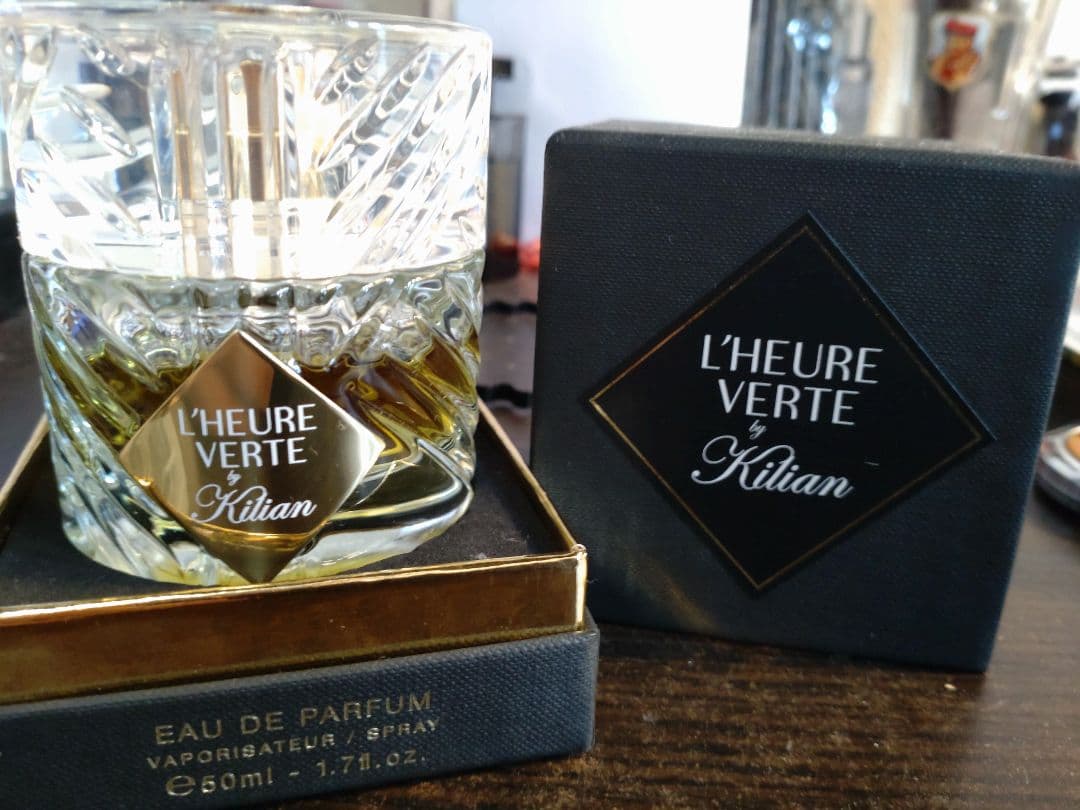 L'HEURE
VERTE
by
Kilian
EAU DE PARFUM
VAPORISATEUR / SPRAY
℮50ml - 1.7fl.oz.
L'HEURE
VERTE
by
Kilian